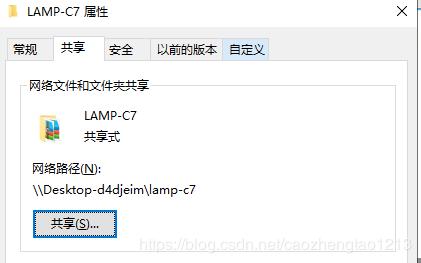 LAMP-C7 属性
常规 共享 安全 以前的版本 自定义
网络文件和文件夹共享
LAMP-C7
共享式
网络路径(N):
\\Desktop-d4djeim\lamp-c7
共享(S)...
https://blog.csdn.net/caozhengtao1213